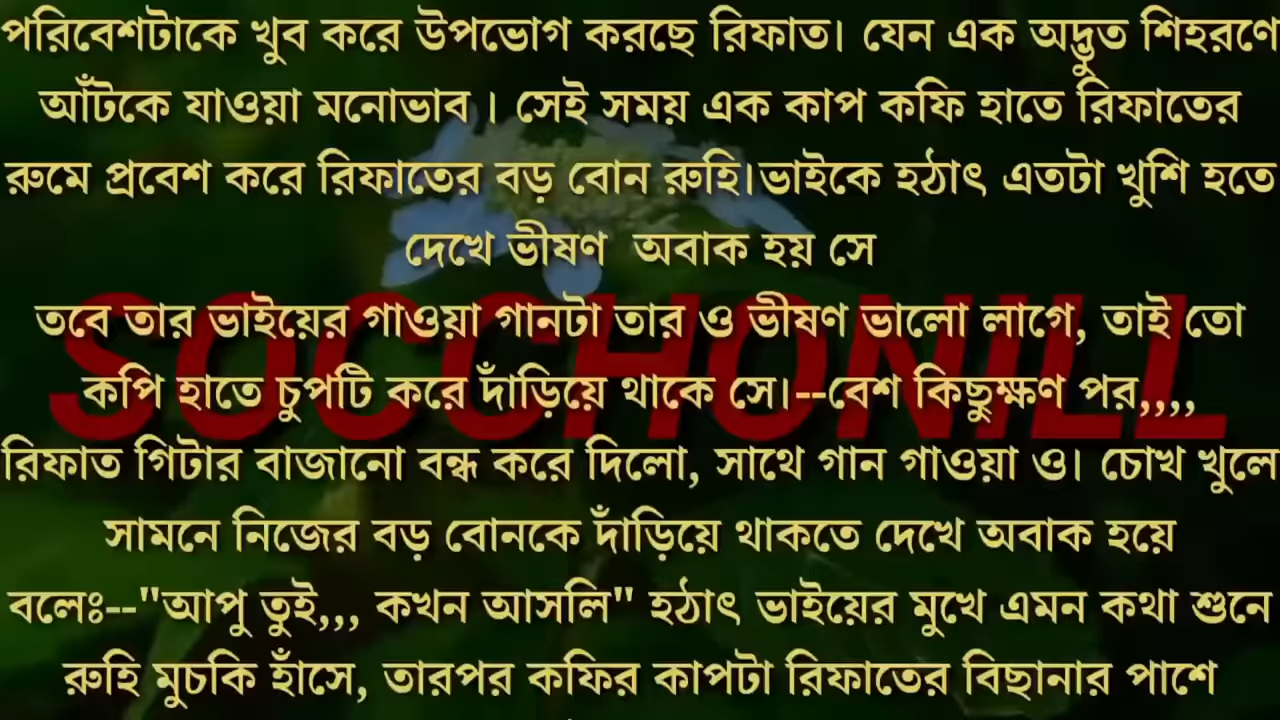 পরিবেশটাকে খুব করে উপভোগ করছে রিফাত। যেন এক অদ্ভুত শিহরণে
আঁটকে যাওয়া মনোভাব । সেই সময় এক কাপ কফি হাতে রিফাতের
রুমে প্রবেশ করে রিফাতের বড় বোন রুহি।ভাইকে হঠাৎ এতটা খুশি হতে
দেখে ভীষণ  অবাক হয় সে
SOCCHONILL
তবে তার ভাইয়ের গাওয়া গানটা তার ও ভীষণ ভালো লাগে, তাই তো
কপি হাতে চুপটি করে দাঁড়িয়ে থাকে সে।--বেশ কিছুক্ষণ পর,,,,
রিফাত গিটার বাজানো বন্ধ করে দিলো, সাথে গান গাওয়া ও। চোখ খুলে
সামনে নিজের বড় বোনকে দাঁড়িয়ে থাকতে দেখে অবাক হয়ে
বলেঃ--"আপু তুই,,, কখন আসলি" হঠাৎ ভাইয়ের মুখে এমন কথা শুনে
রুহি মুচকি হাঁসে, তারপর কফির কাপটা রিফাতের বিছানার পাশে